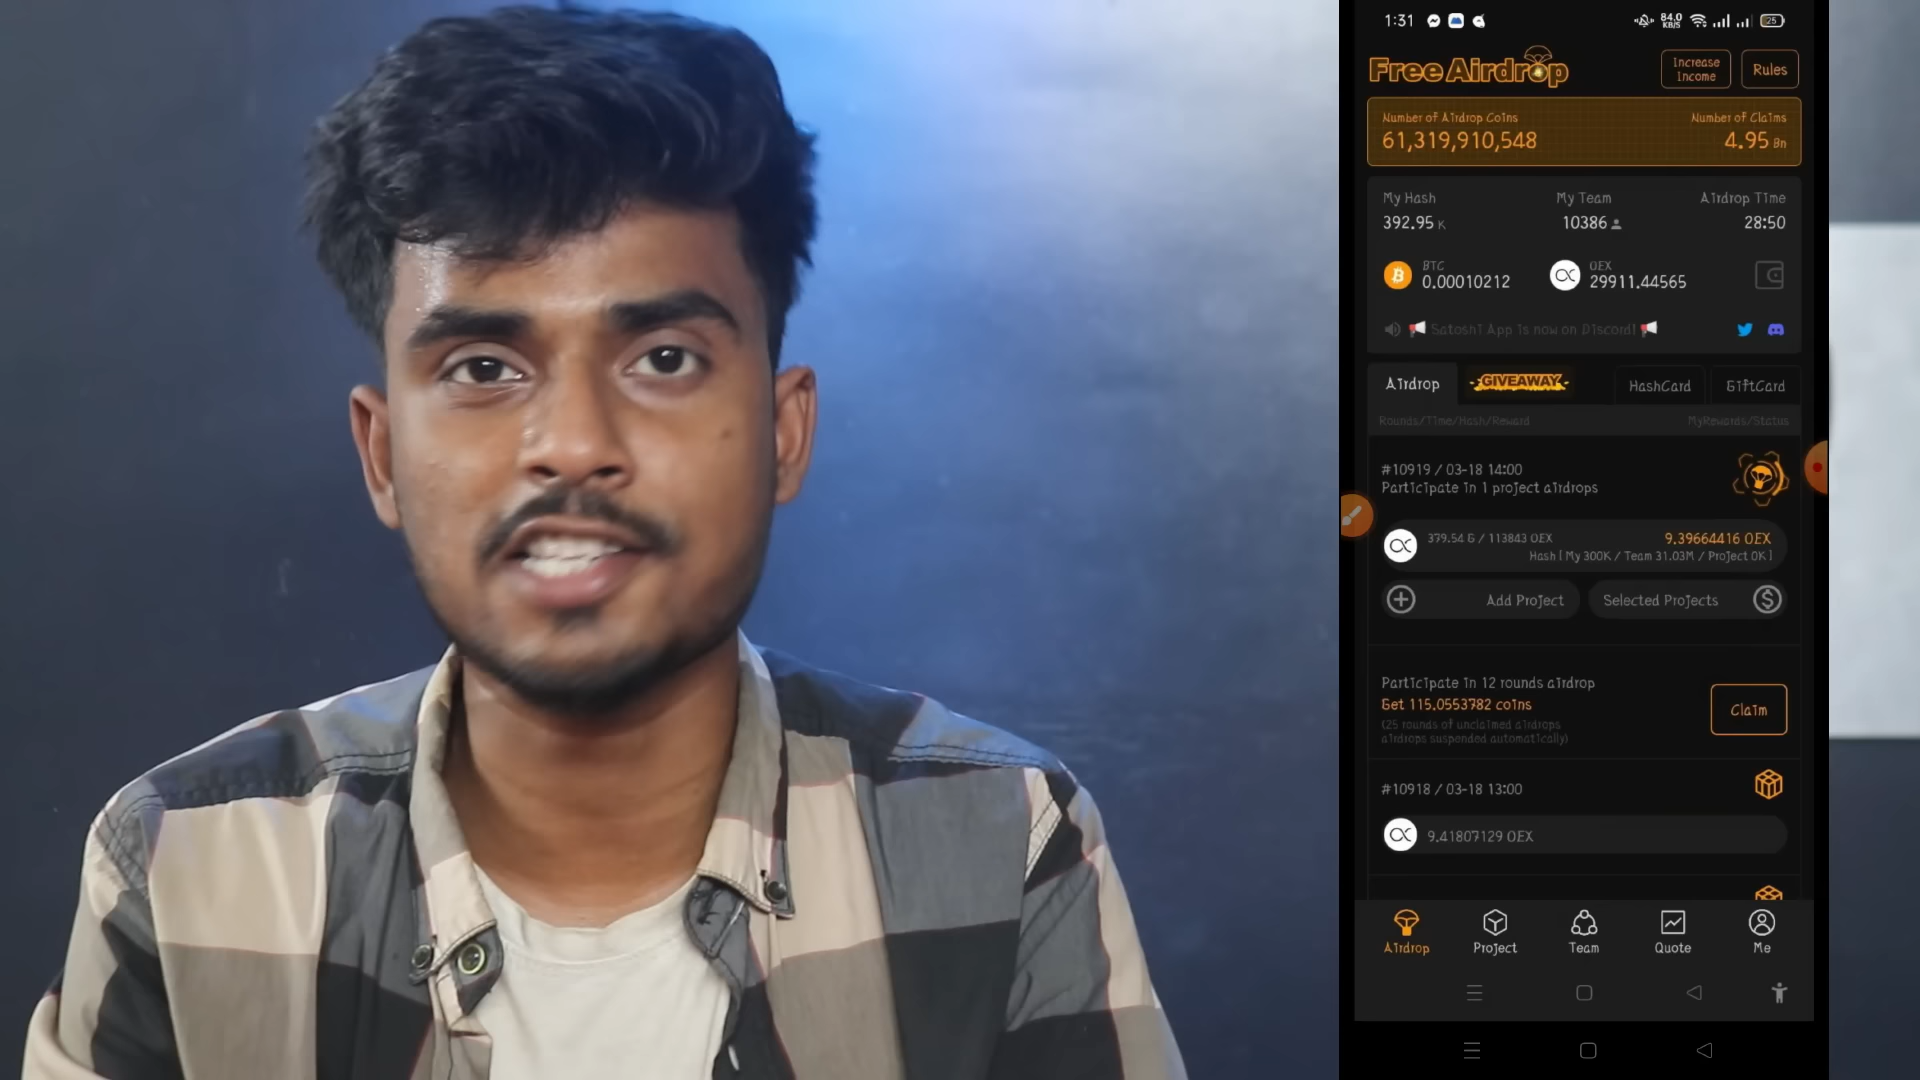 1:31
84.0 KB/S
25
Free Airdrop
Increase Income
Rules
Number of Airdrop Coins
Number of Claims
61,319,910,548
4.95 Bn
My Hash
My Team
Airdrop Time
392.95 K
10386
28:50
BTC
0.00010212
OEX
29911.44565
Satoshi App is now on Discord!
Airdrop
GIVEAWAY
HashCard
GiftCard
Rounds/Time/Hash/Reward
MyRewards/Status
#10919 / 03-18 14:00
Participate in 1 project airdrops
379.54 G / 113843 OEX
9.39664416 OEX
Hash [ My 300K / Team 31.03M / Project 0K ]
Add Project
Selected Projects
Participate in 12 rounds airdrop
Get 115.0553782 coins
(25 rounds of unclaimed airdrops
airdrops suspended automatically)
Claim
#10918 / 03-18 13:00
9.41807129 OEX
Airdrop
Project
Team
Quote
Me